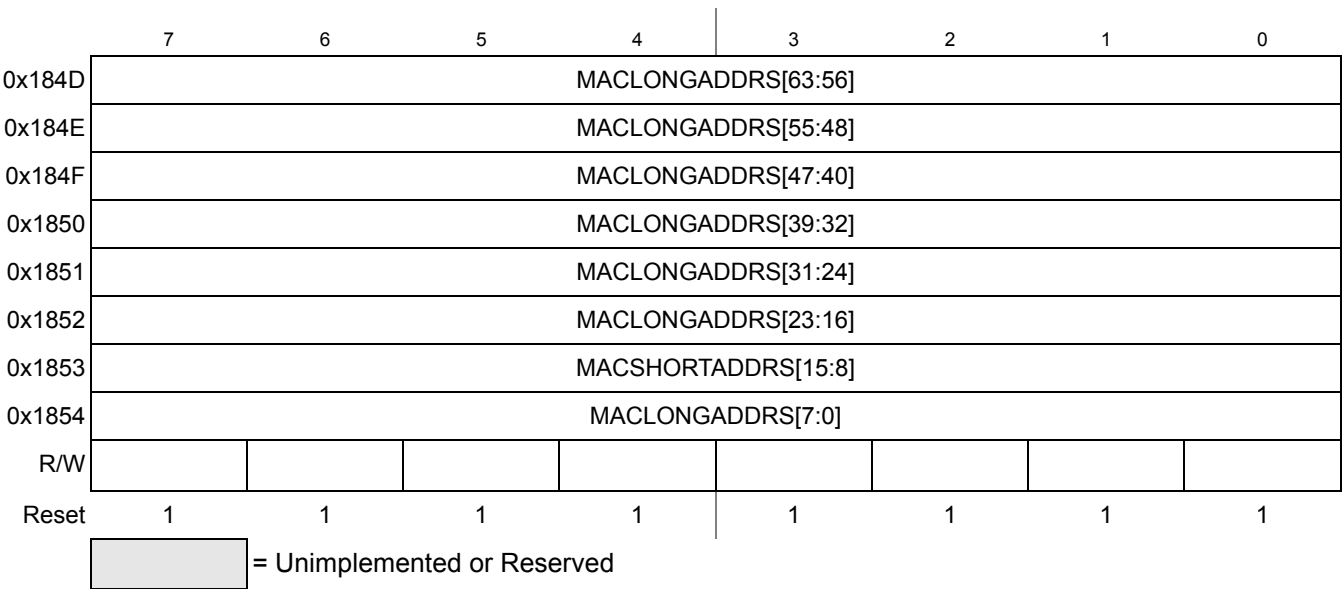 7 6 5 4 3 2 1 0
0x184D MACLONGADDRS[63:56]
0x184E MACLONGADDRS[55:48]
0x184F MACLONGADDRS[47:40]
0x1850 MACLONGADDRS[39:32]
0x1851 MACLONGADDRS[31:24]
0x1852 MACLONGADDRS[23:16]
0x1853 MACSHORTADDRS[15:8]
0x1854 MACLONGADDRS[7:0]
R/W
Reset 1 1 1 1 1 1 1 1
= Unimplemented or Reserved